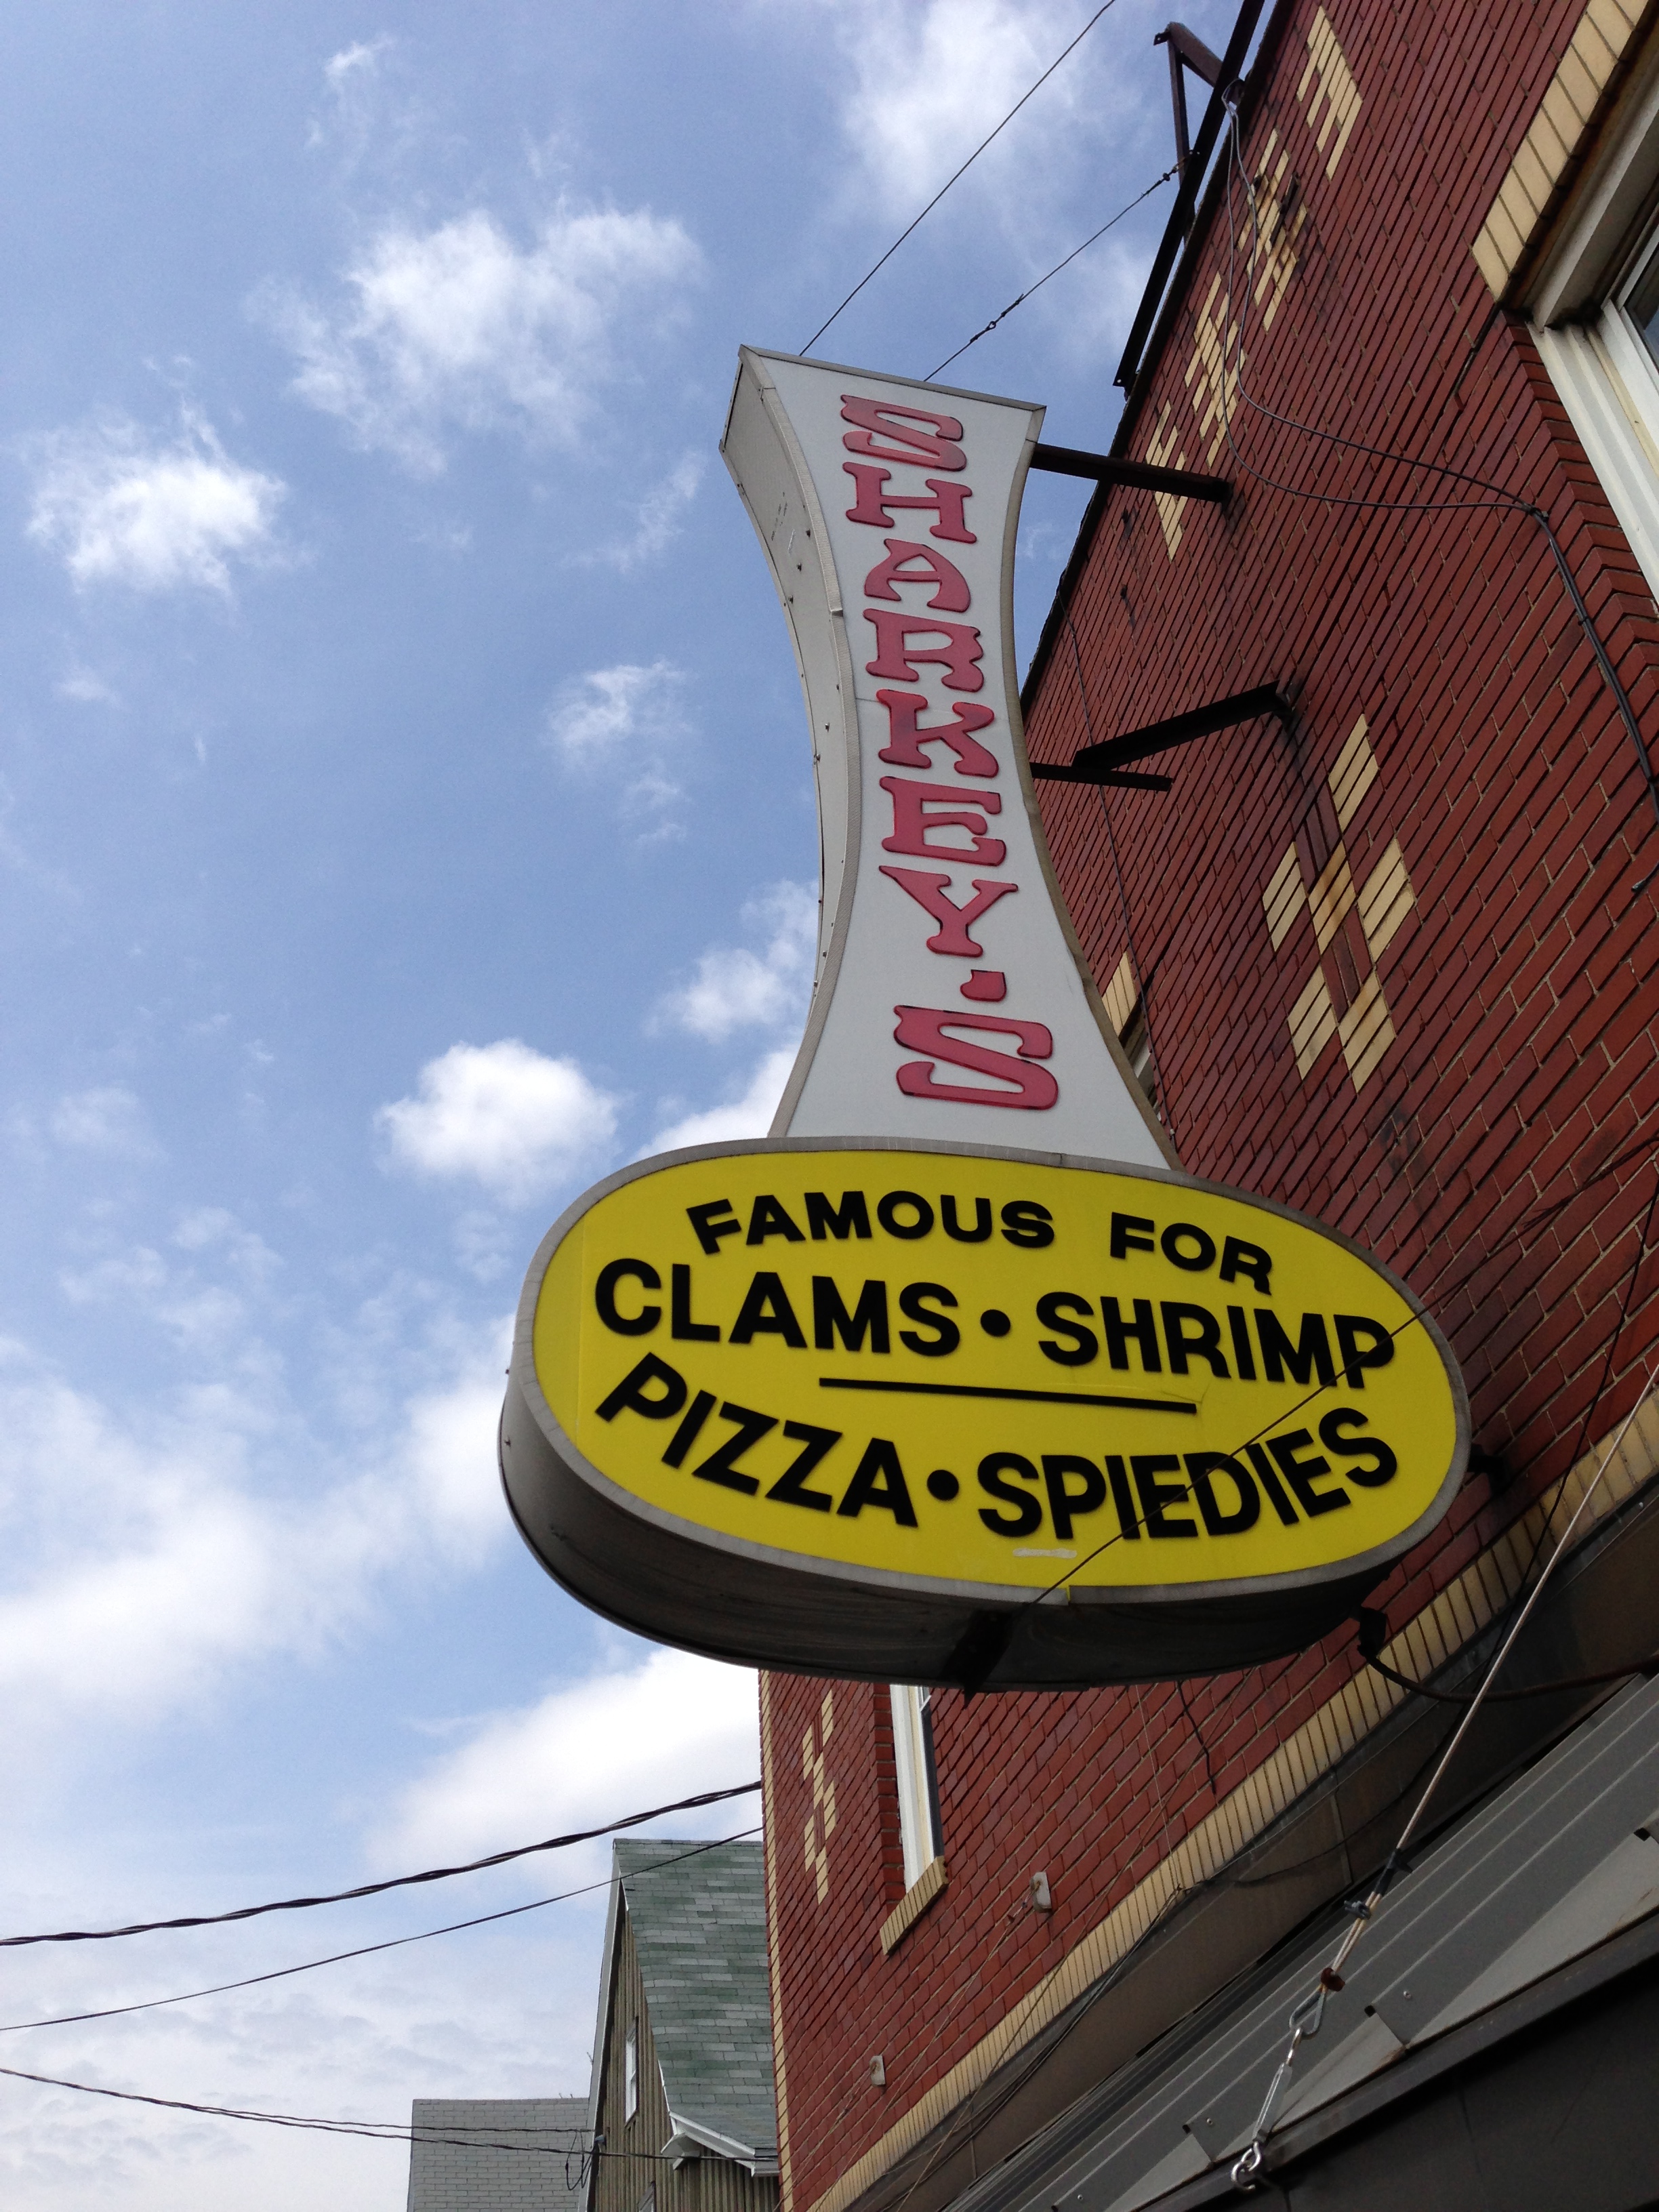 SHARKEY'S
FAMOUS FOR
CLAMS • SHRIMP
PIZZA • SPIEDIES